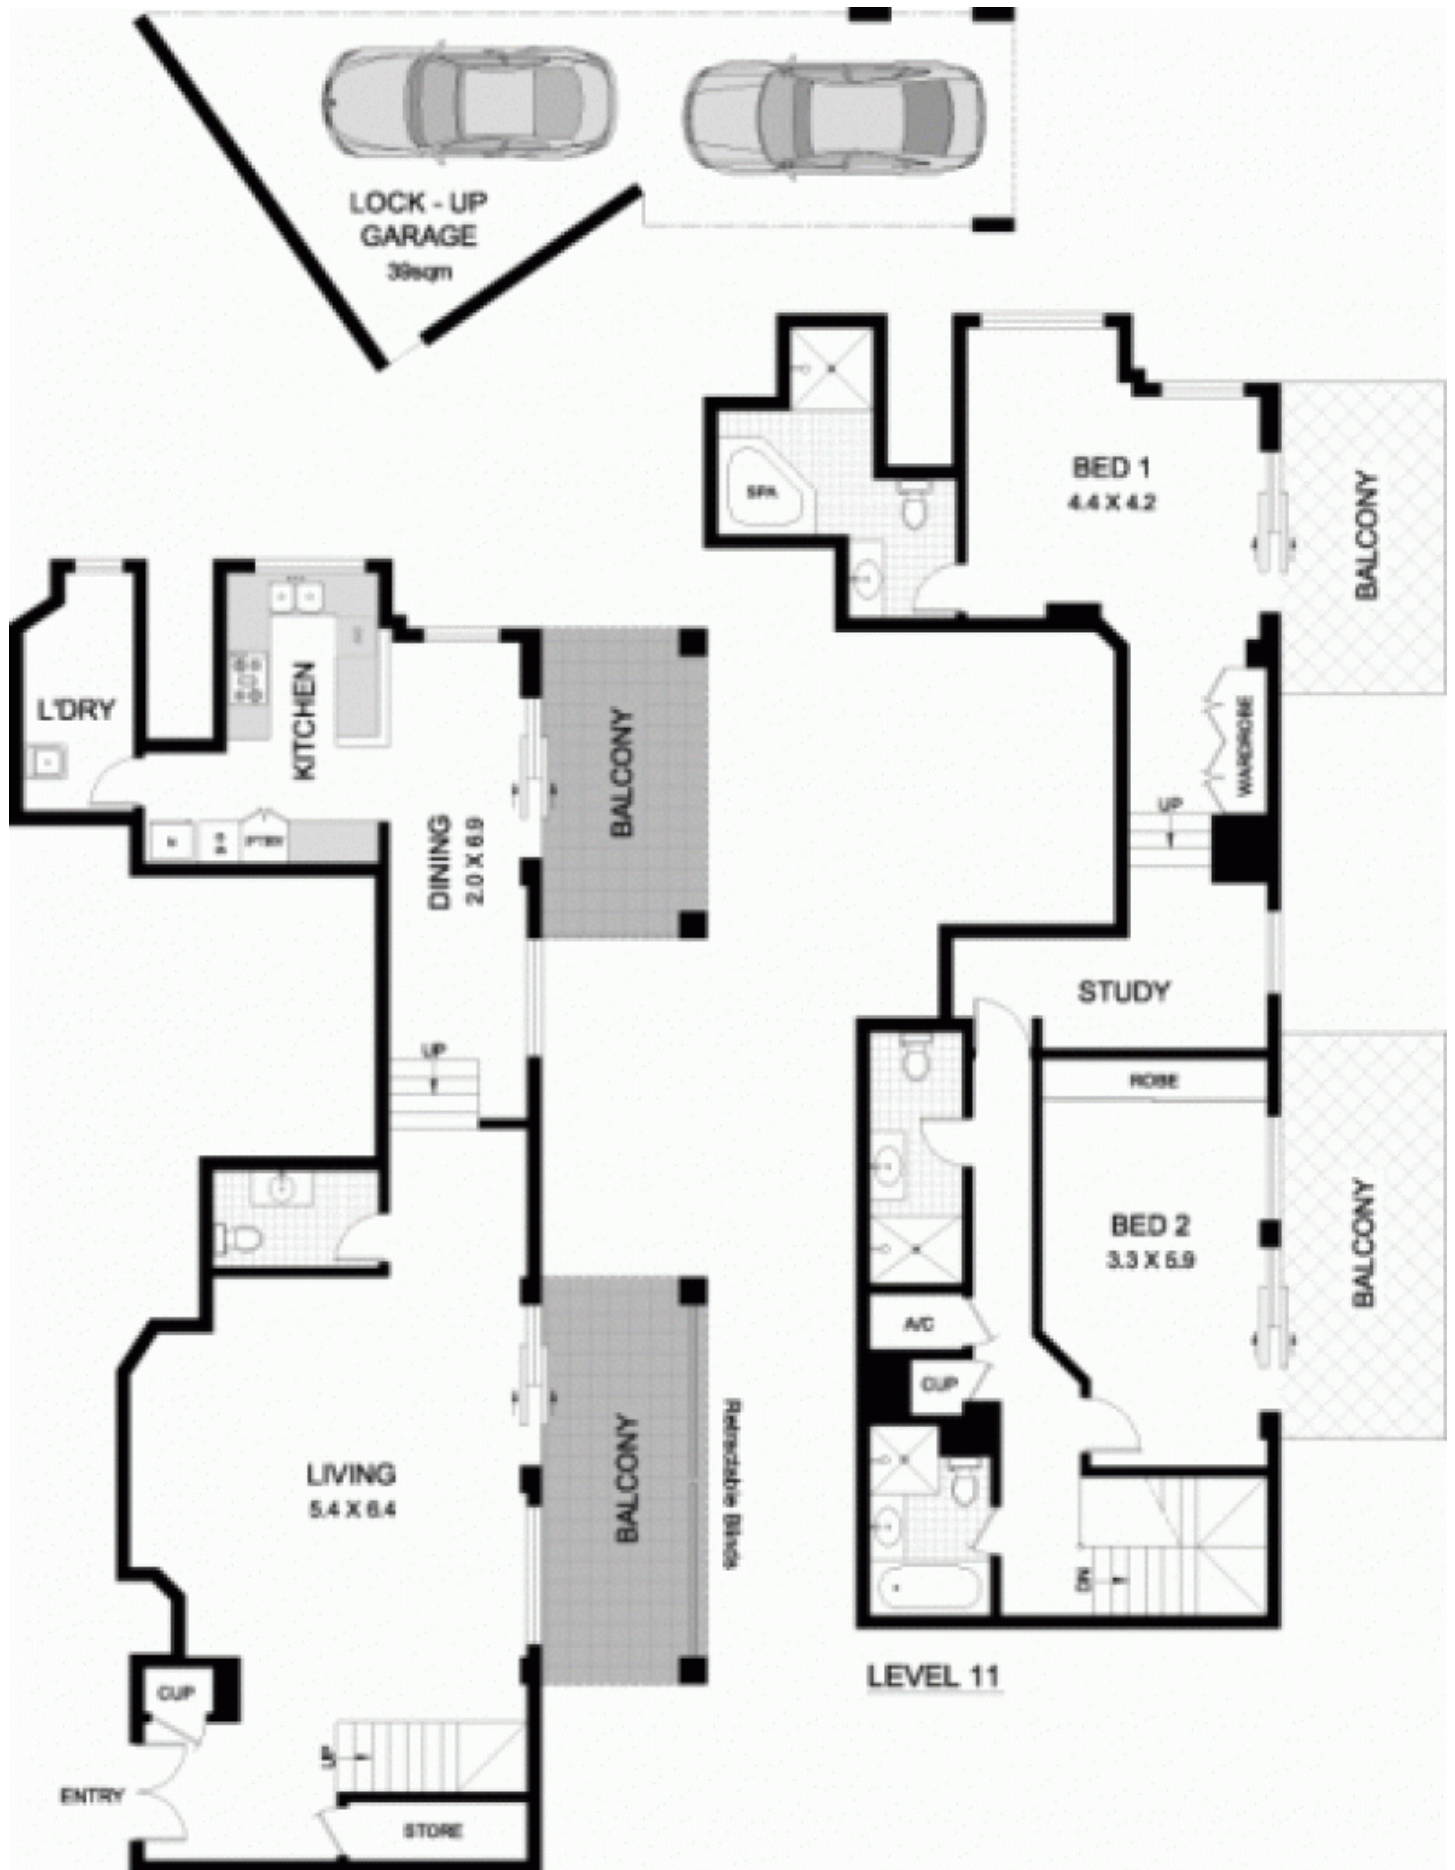 LOCK - UP
GARAGE
39sqm
BED 1
4.4 X 4.2
SPA
BALCONY
WARDROBE
UP
STUDY
ROBE
BED 2
3.3 X 5.9
BALCONY
A/C
CUP
DN
LEVEL 11
L'DRY
KITCHEN
PTRY
DINING
2.0 X 6.9
BALCONY
UP
LIVING
5.4 X 6.4
BALCONY
Retractable Blinds
CUP
UP
ENTRY
STORE